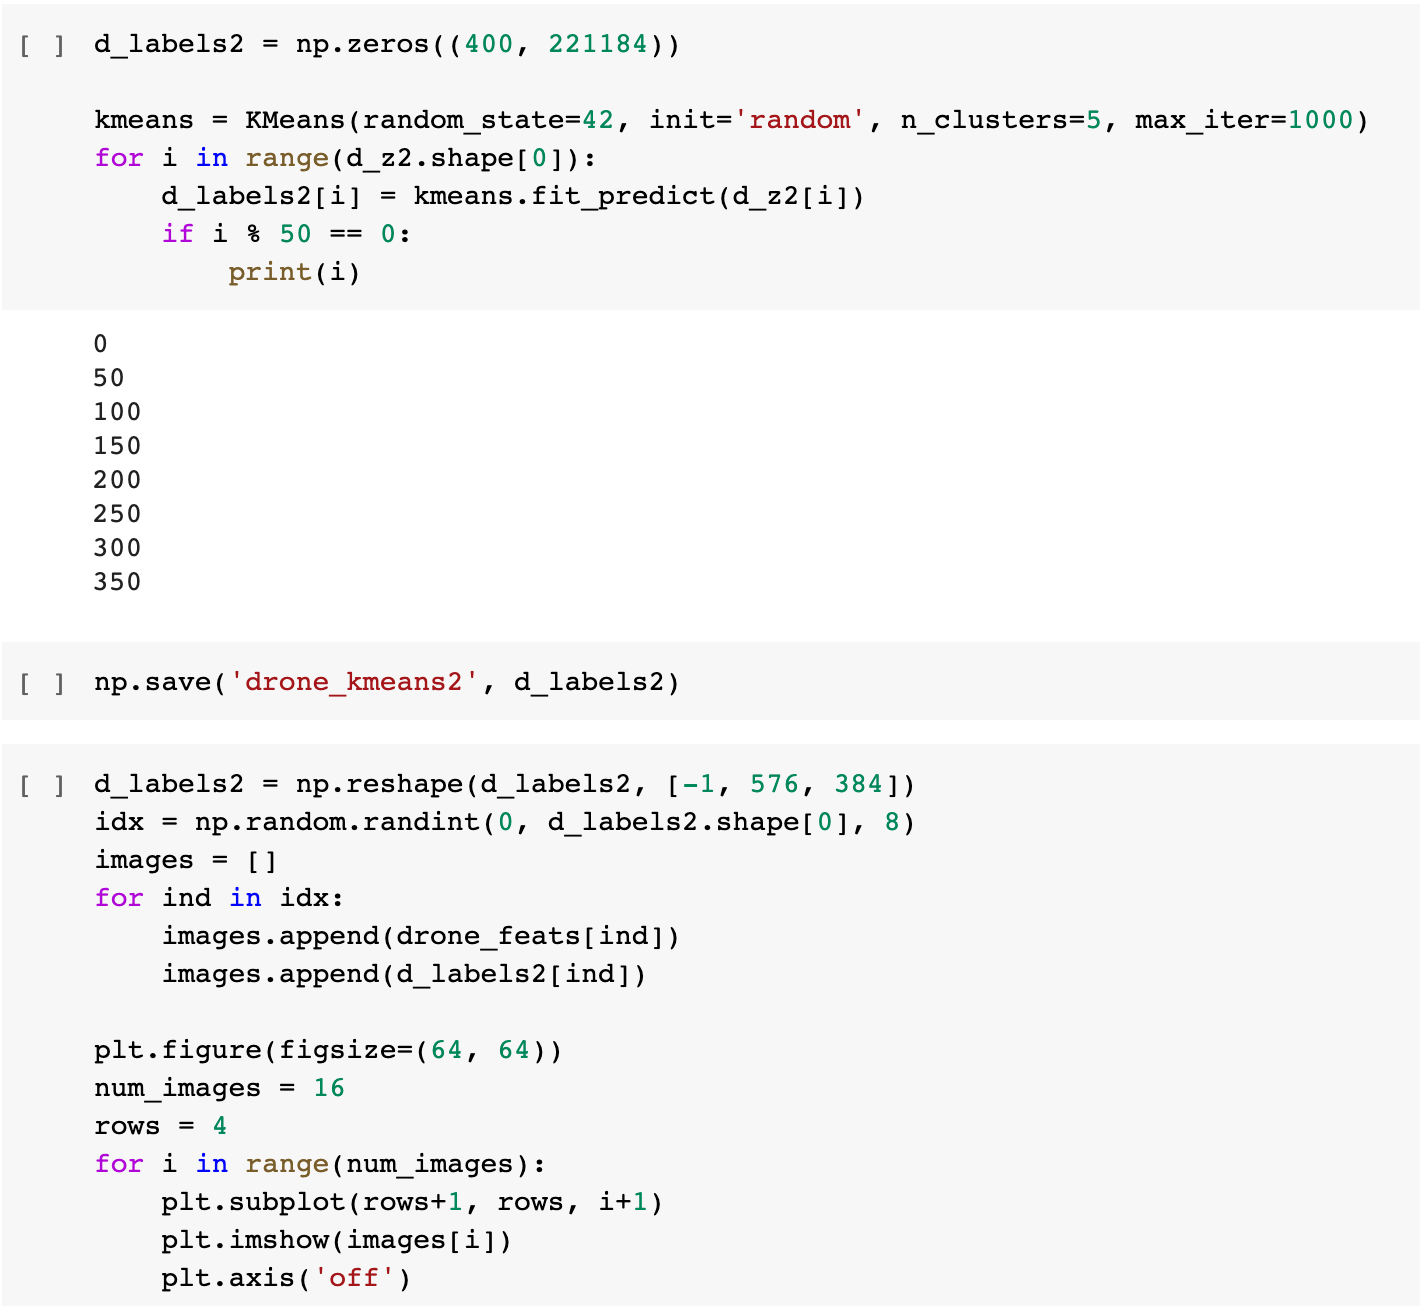 [ ] d_labels2 = np.zeros((400, 221184))

kmeans = KMeans(random_state=42, init='random', n_clusters=5, max_iter=1000)
for i in range(d_z2.shape[0]):
    d_labels2[i] = kmeans.fit_predict(d_z2[i])
    if i % 50 == 0:
        print(i)
0
50
100
150
200
250
300
350
[ ] np.save('drone_kmeans2', d_labels2)
[ ] d_labels2 = np.reshape(d_labels2, [-1, 576, 384])
idx = np.random.randint(0, d_labels2.shape[0], 8)
images = []
for ind in idx:
    images.append(drone_feats[ind])
    images.append(d_labels2[ind])

plt.figure(figsize=(64, 64))
num_images = 16
rows = 4
for i in range(num_images):
    plt.subplot(rows+1, rows, i+1)
    plt.imshow(images[i])
    plt.axis('off')